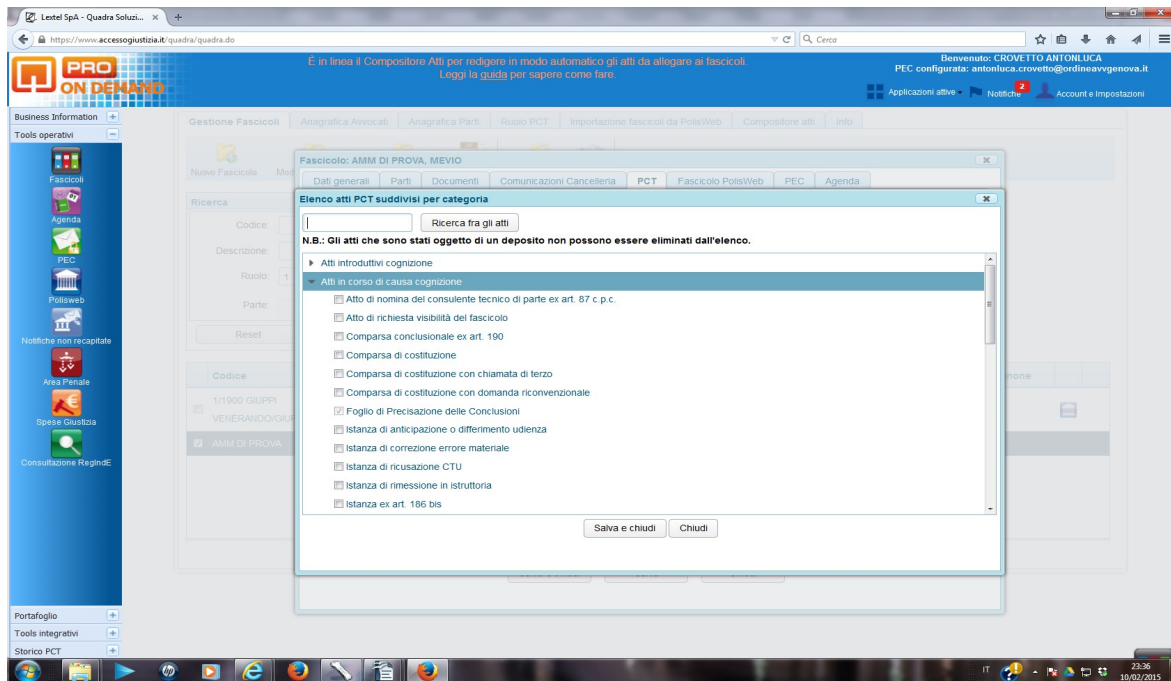 Lextel SpA - Quadra Soluzi...
https://www.accessogiustizia.it/quadra/quadra.do
Cerca
PRO
ON DEMAND
È in linea il Compositore Atti per redigere in modo automatico gli atti da allegare ai fascicoli.
Leggi la guida per sapere come fare.
Benvenuto: CROVETTO ANTONLUCA
PEC configurata: antonluca.crovetto@ordineavvgenova.it
Applicazioni attive
Notifiche
2
Account e Impostazioni
Business Information
Tools operativi
Fascicoli
Agenda
PEC
Polisweb
Notifiche non recapitate
Area Penale
Spese Giustizia
Consultazione RegIndE
Portafoglio
Tools integrativi
Storico PCT
Gestione Fascicoli
Anagrafica Avvocati
Anagrafica Parti
Ruolo PCT
Importazione fascicoli da PolisWeb
Compositore atti
Info
Nuovo Fascicolo
Ricerca
Codice:
Descrizione:
Ruolo: 1
Parte:
Reset
Codice
1/1900 GIUPPI
AMM DI PROVA
Fascicolo: AMM DI PROVA, MEVIO
Dati generali
Parti
Documenti
Comunicazioni Cancelleria
PCT
Fascicolo PolisWeb
PEC
Agenda
Elenco atti PCT suddivisi per categoria
Ricerca fra gli atti
N.B.: Gli atti che sono stati oggetto di un deposito non possono essere eliminati dall'elenco.
Atti introduttivi cognizione
Atti in corso di causa cognizione
Atto di nomina del consulente tecnico di parte ex art. 87 c.p.c.
Atto di richiesta visibilità del fascicolo
Comparsa conclusionale ex art. 190
Comparsa di costituzione
Comparsa di costituzione con chiamata di terzo
Comparsa di costituzione con domanda riconvenzionale
Foglio di Precisazione delle Conclusioni
Istanza di anticipazione o differimento udienza
Istanza di correzione errore materiale
Istanza di ricusazione CTU
Istanza di rimessione in istruttoria
Istanza ex art. 186 bis
Salva e chiudi
Chiudi
IT
23:36
10/02/2015